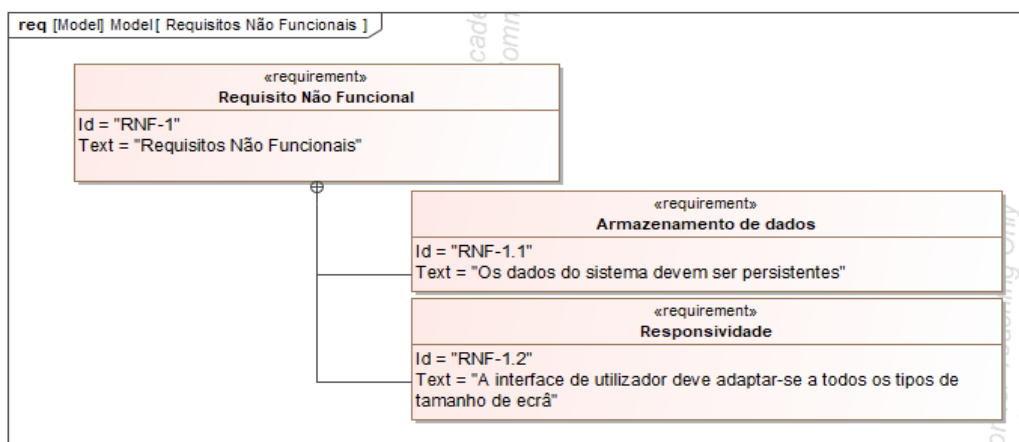 req [Model] Model[ Requisitos Não Funcionais ]
«requirement»
Requisito Não Funcional
Id = "RNF-1"
Text = "Requisitos Não Funcionais"
«requirement»
Armazenamento de dados
Id = "RNF-1.1"
Text = "Os dados do sistema devem ser persistentes"
«requirement»
Responsividade
Id = "RNF-1.2"
Text = "A interface de utilizador deve adaptar-se a todos os tipos de
tamanho de ecrâ"